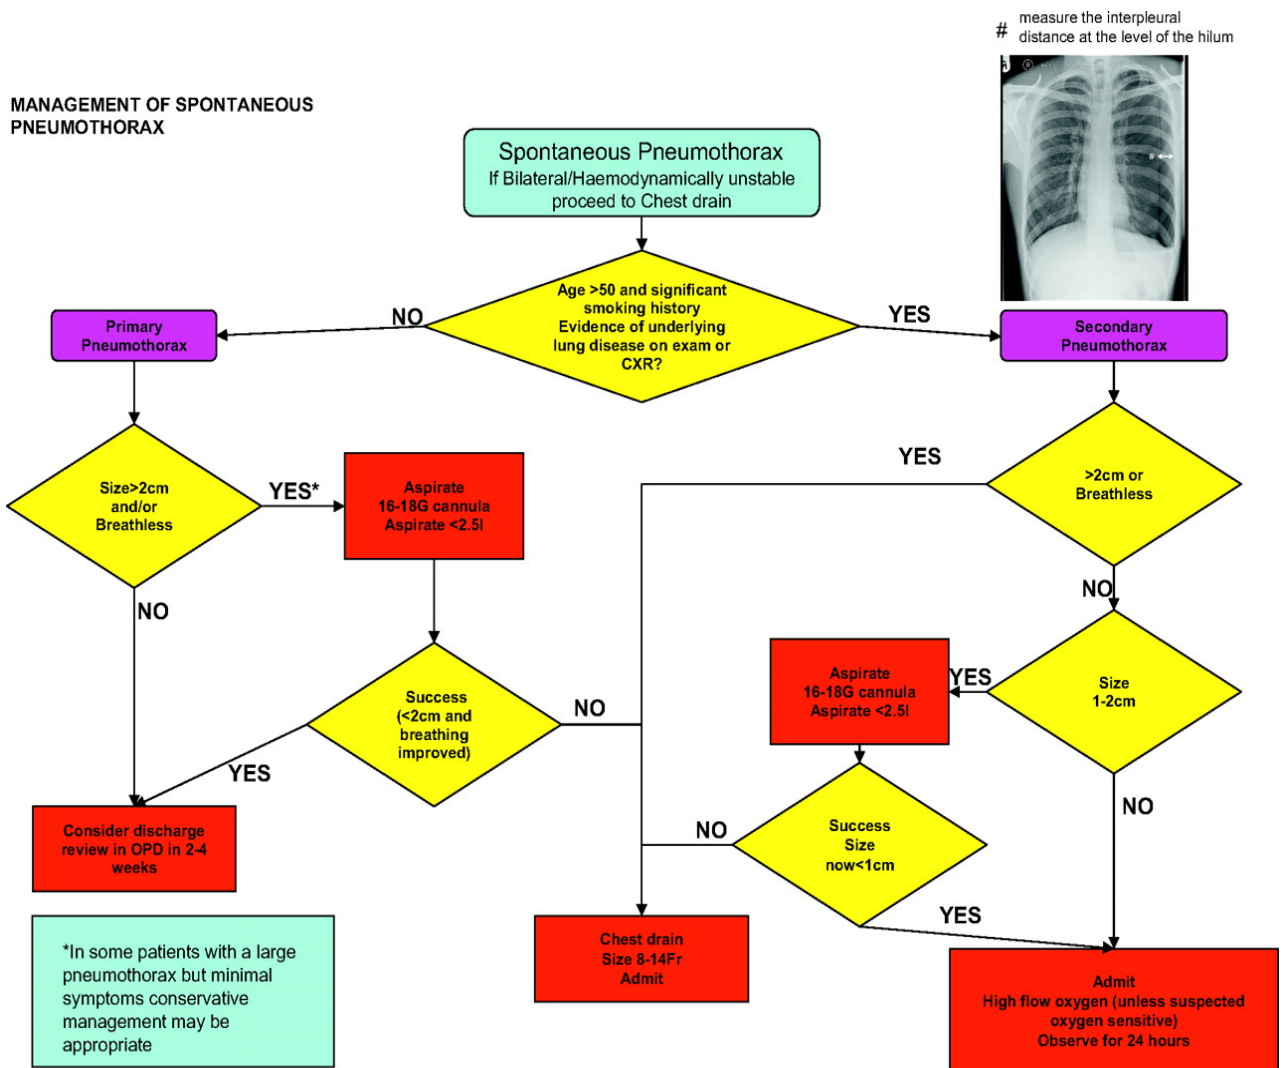 # measure the interpleural
distance at the level of the hilum
MANAGEMENT OF SPONTANEOUS
PNEUMOTHORAX
Spontaneous Pneumothorax
If Bilateral/Haemodynamically unstable
proceed to Chest drain
Age >50 and significant
smoking history
Evidence of underlying
lung disease on exam or
CXR?
NO
YES
Primary
Pneumothorax
Secondary
Pneumothorax
Size>2cm
and/or
Breathless
YES*
Aspirate
16-18G cannula
Aspirate <2.5l
YES
>2cm or
Breathless
NO
NO
Success
(<2cm and
breathing
improved)
NO
YES
Aspirate
16-18G cannula
Aspirate <2.5l
YES
Size
1-2cm
Consider discharge
review in OPD in 2-4
weeks
NO
Success
Size
now<1cm
NO
YES
*In some patients with a large
pneumothorax but minimal
symptoms conservative
management may be
appropriate
Chest drain
Size 8-14Fr
Admit
Admit
High flow oxygen (unless suspected
oxygen sensitive)
Observe for 24 hours
R
#